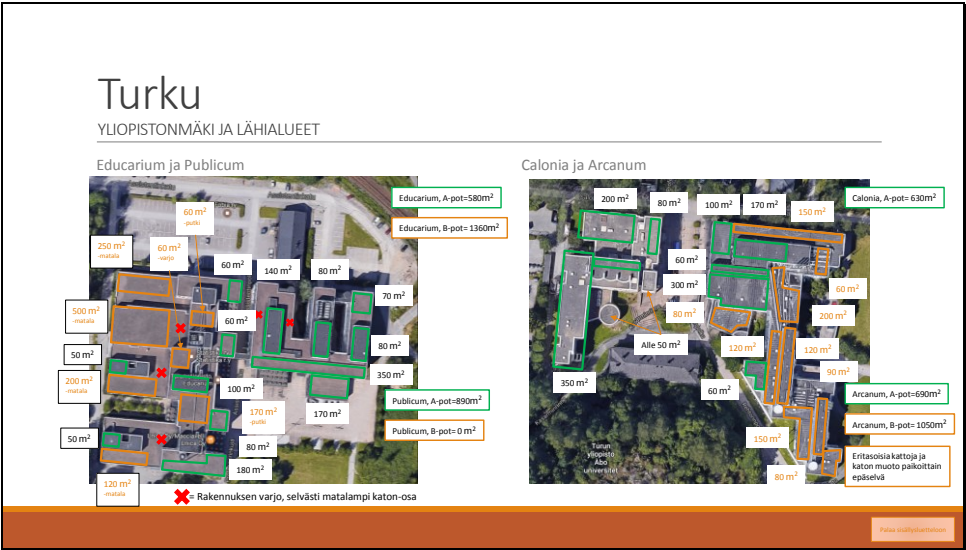 Turku
YLIOPISTONMÄKI JA LÄHIALUEET
Educarium ja Publicum
60 m²
-putki
250 m²
-matala
60 m²
-varjo
60 m²
140 m²
80 m²
Educarium, A-pot=580m²
Educarium, B-pot= 1360m²
70 m²
500 m²
-matala
60 m²
50 m²
80 m²
200 m²
-matala
350 m²
100 m²
170 m²
-putki
170 m²
Publicum, A-pot=890m²
Publicum, B-pot= 0 m²
50 m²
80 m²
180 m²
120 m²
-matala
= Rakennuksen varjo, selvästi matalampi katon-osa
Calonia ja Arcanum
200 m²
80 m²
100 m²
170 m²
150 m²
Calonia, A-pot= 630m²
60 m²
300 m²
60 m²
80 m²
200 m²
Alle 50 m²
120 m²
120 m²
350 m²
60 m²
90 m²
Arcanum, A-pot=690m²
Arcanum, B-pot= 1050m²
150 m²
Turun
yliopisto
Åbo
universitet
80 m²
Eritasoisia kattoja ja
katon muoto paikoittain
epäselvä
Palaa sisällysluetteloon